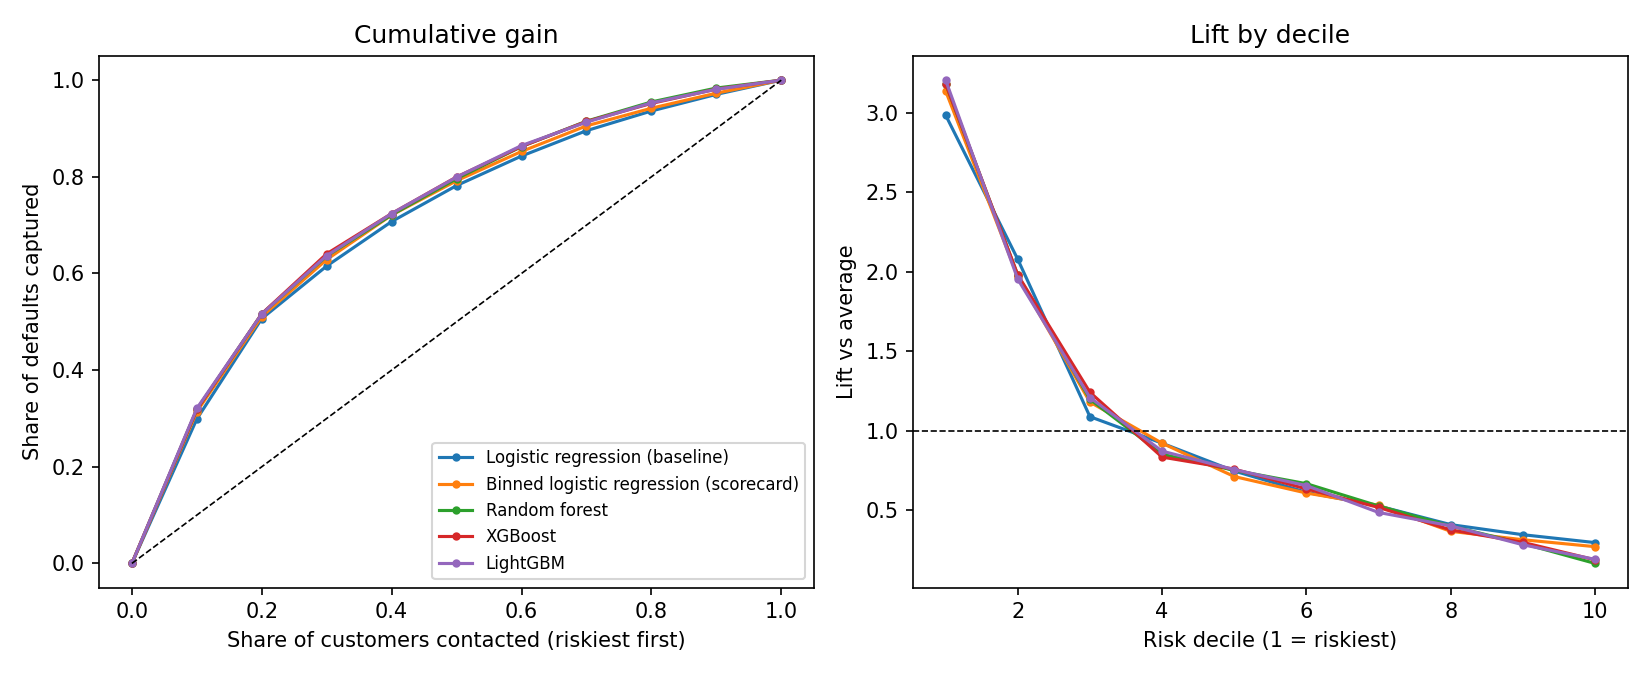 Cumulative gain
Share of defaults captured
1.0
0.8
0.6
0.4
0.2
0.0
Logistic regression (baseline)
Binned logistic regression (scorecard)
Random forest
XGBoost
LightGBM
0.0 0.2 0.4 0.6 0.8 1.0
Share of customers contacted (riskiest first)
Lift by decile
Lift vs average
3.0
2.5
2.0
1.5
1.0
0.5
2 4 6 8 10
Risk decile (1 = riskiest)